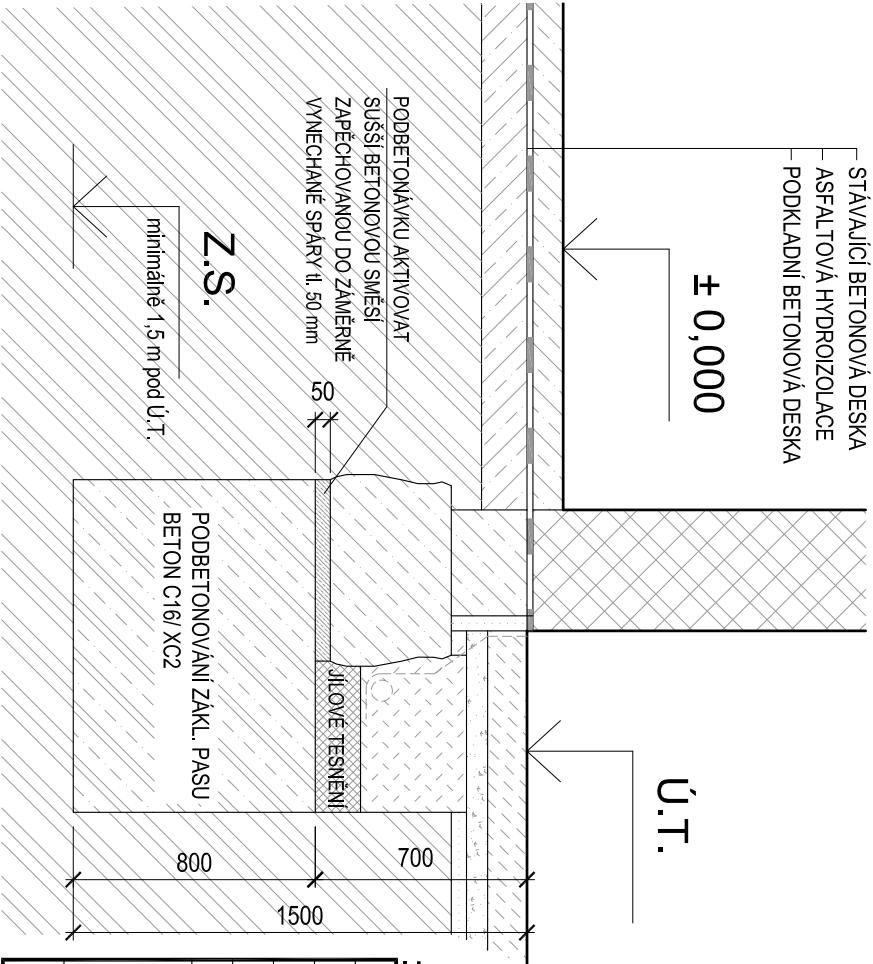 STÁVAJÍCÍ BETONOVÁ DESKA
ASFALTOVÁ HYDROIZOLACE
PODKLADNÍ BETONOVÁ DESKA
± 0,000
Ú.T.
PODBETONÁVKU AKTIVOVAT
SUŠŠÍ BETONOVOU SMĚSÍ
ZAPĚCHOVANOU DO ZÁMĚRNĚ
VYNECHANÉ SPÁRY tl. 50 mm
50
Z.S.
minimálně 1,5 m pod Ú.T.
JÍLOVÉ TESNĚNÍ
PODBETONOVÁNÍ ZÁKL. PASU
BETON C16/ XC2
700
800
1500